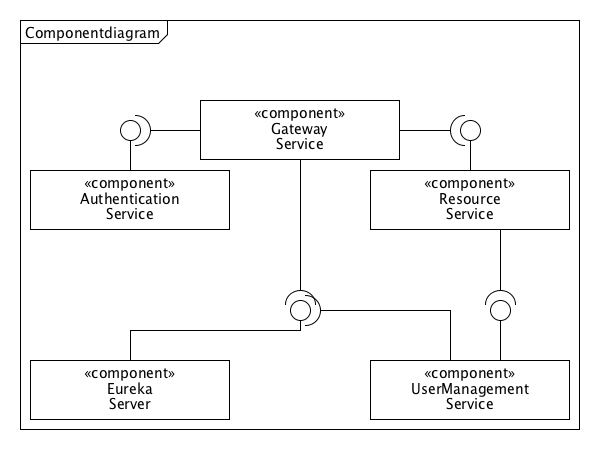 Componentdiagram
«component»
Gateway
Service
«component»
Authentication
Service
«component»
Resource
Service
«component»
Eureka
Server
«component»
UserManagement
Service